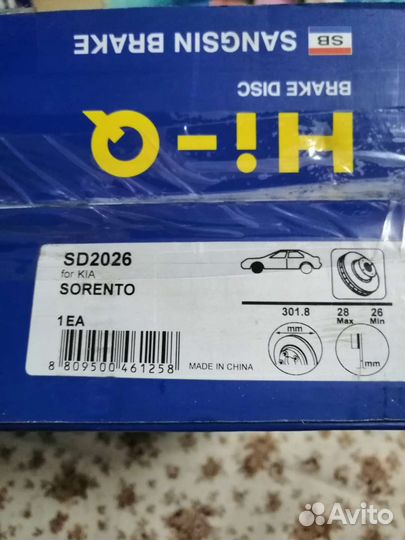 SB SANGSIN BRAKE
BRAKE DISC
Hi-Q
SD2026
for KIA
SORENTO
1EA
301.8 28 26
Max Min
mm
mm
8 809500 461258
MADE IN CHINA
Avito